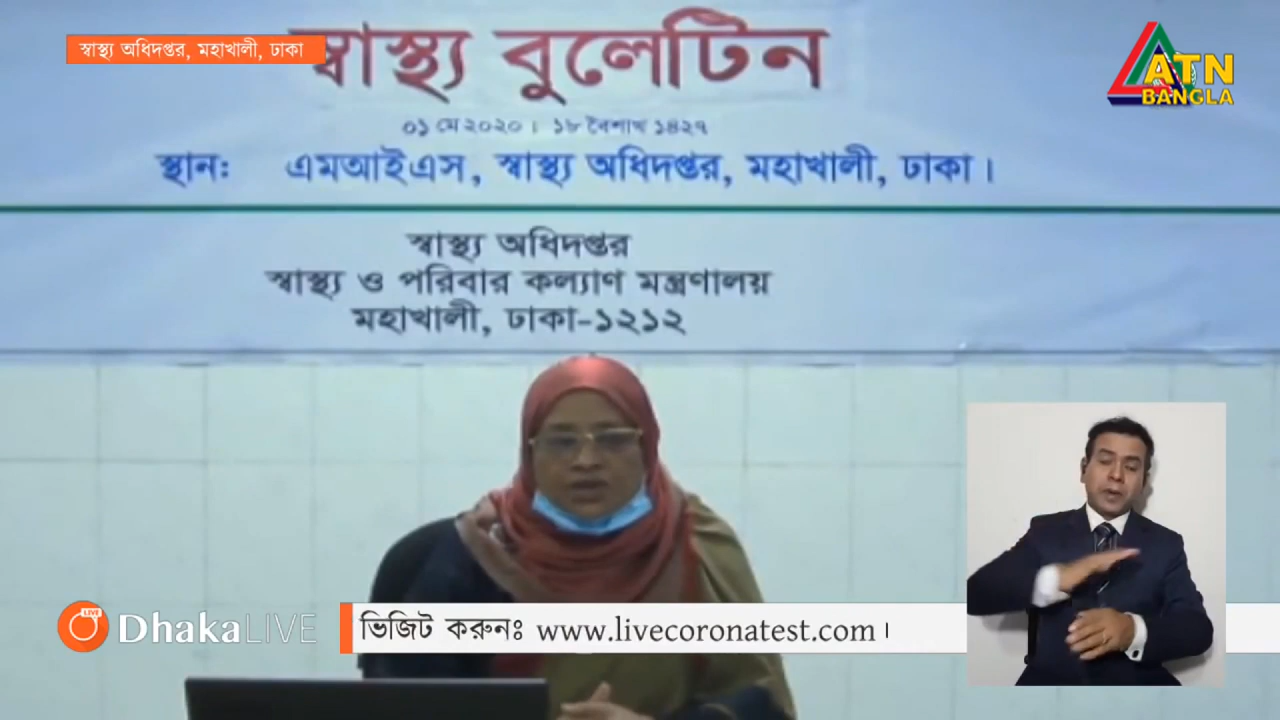 স্বাস্থ্য অধিদপ্তর, মহাখালী, ঢাকা
স্বাস্থ্য বুলেটিন
ATN
BANGLA
০১ মে ২০২০ । ১৮ বৈশাখ ১৪২৭
স্থান: এমআইএস, স্বাস্থ্য অধিদপ্তর, মহাখালী, ঢাকা।
স্বাস্থ্য অধিদপ্তর
স্বাস্থ্য ও পরিবার কল্যাণ মন্ত্রণালয়
মহাখালী, ঢাকা-১২১২
LIVE
DhakaLIVE
ভিজিট করুনঃ www.livecoronatest.com।